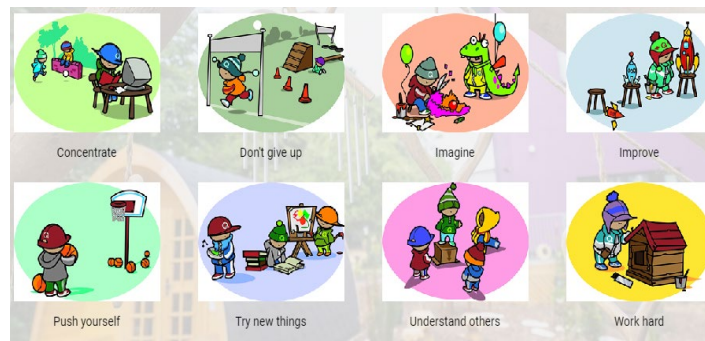 Concentrate
Don't give up
Imagine
Improve
Push yourself
Try new things
Understand others
Work hard